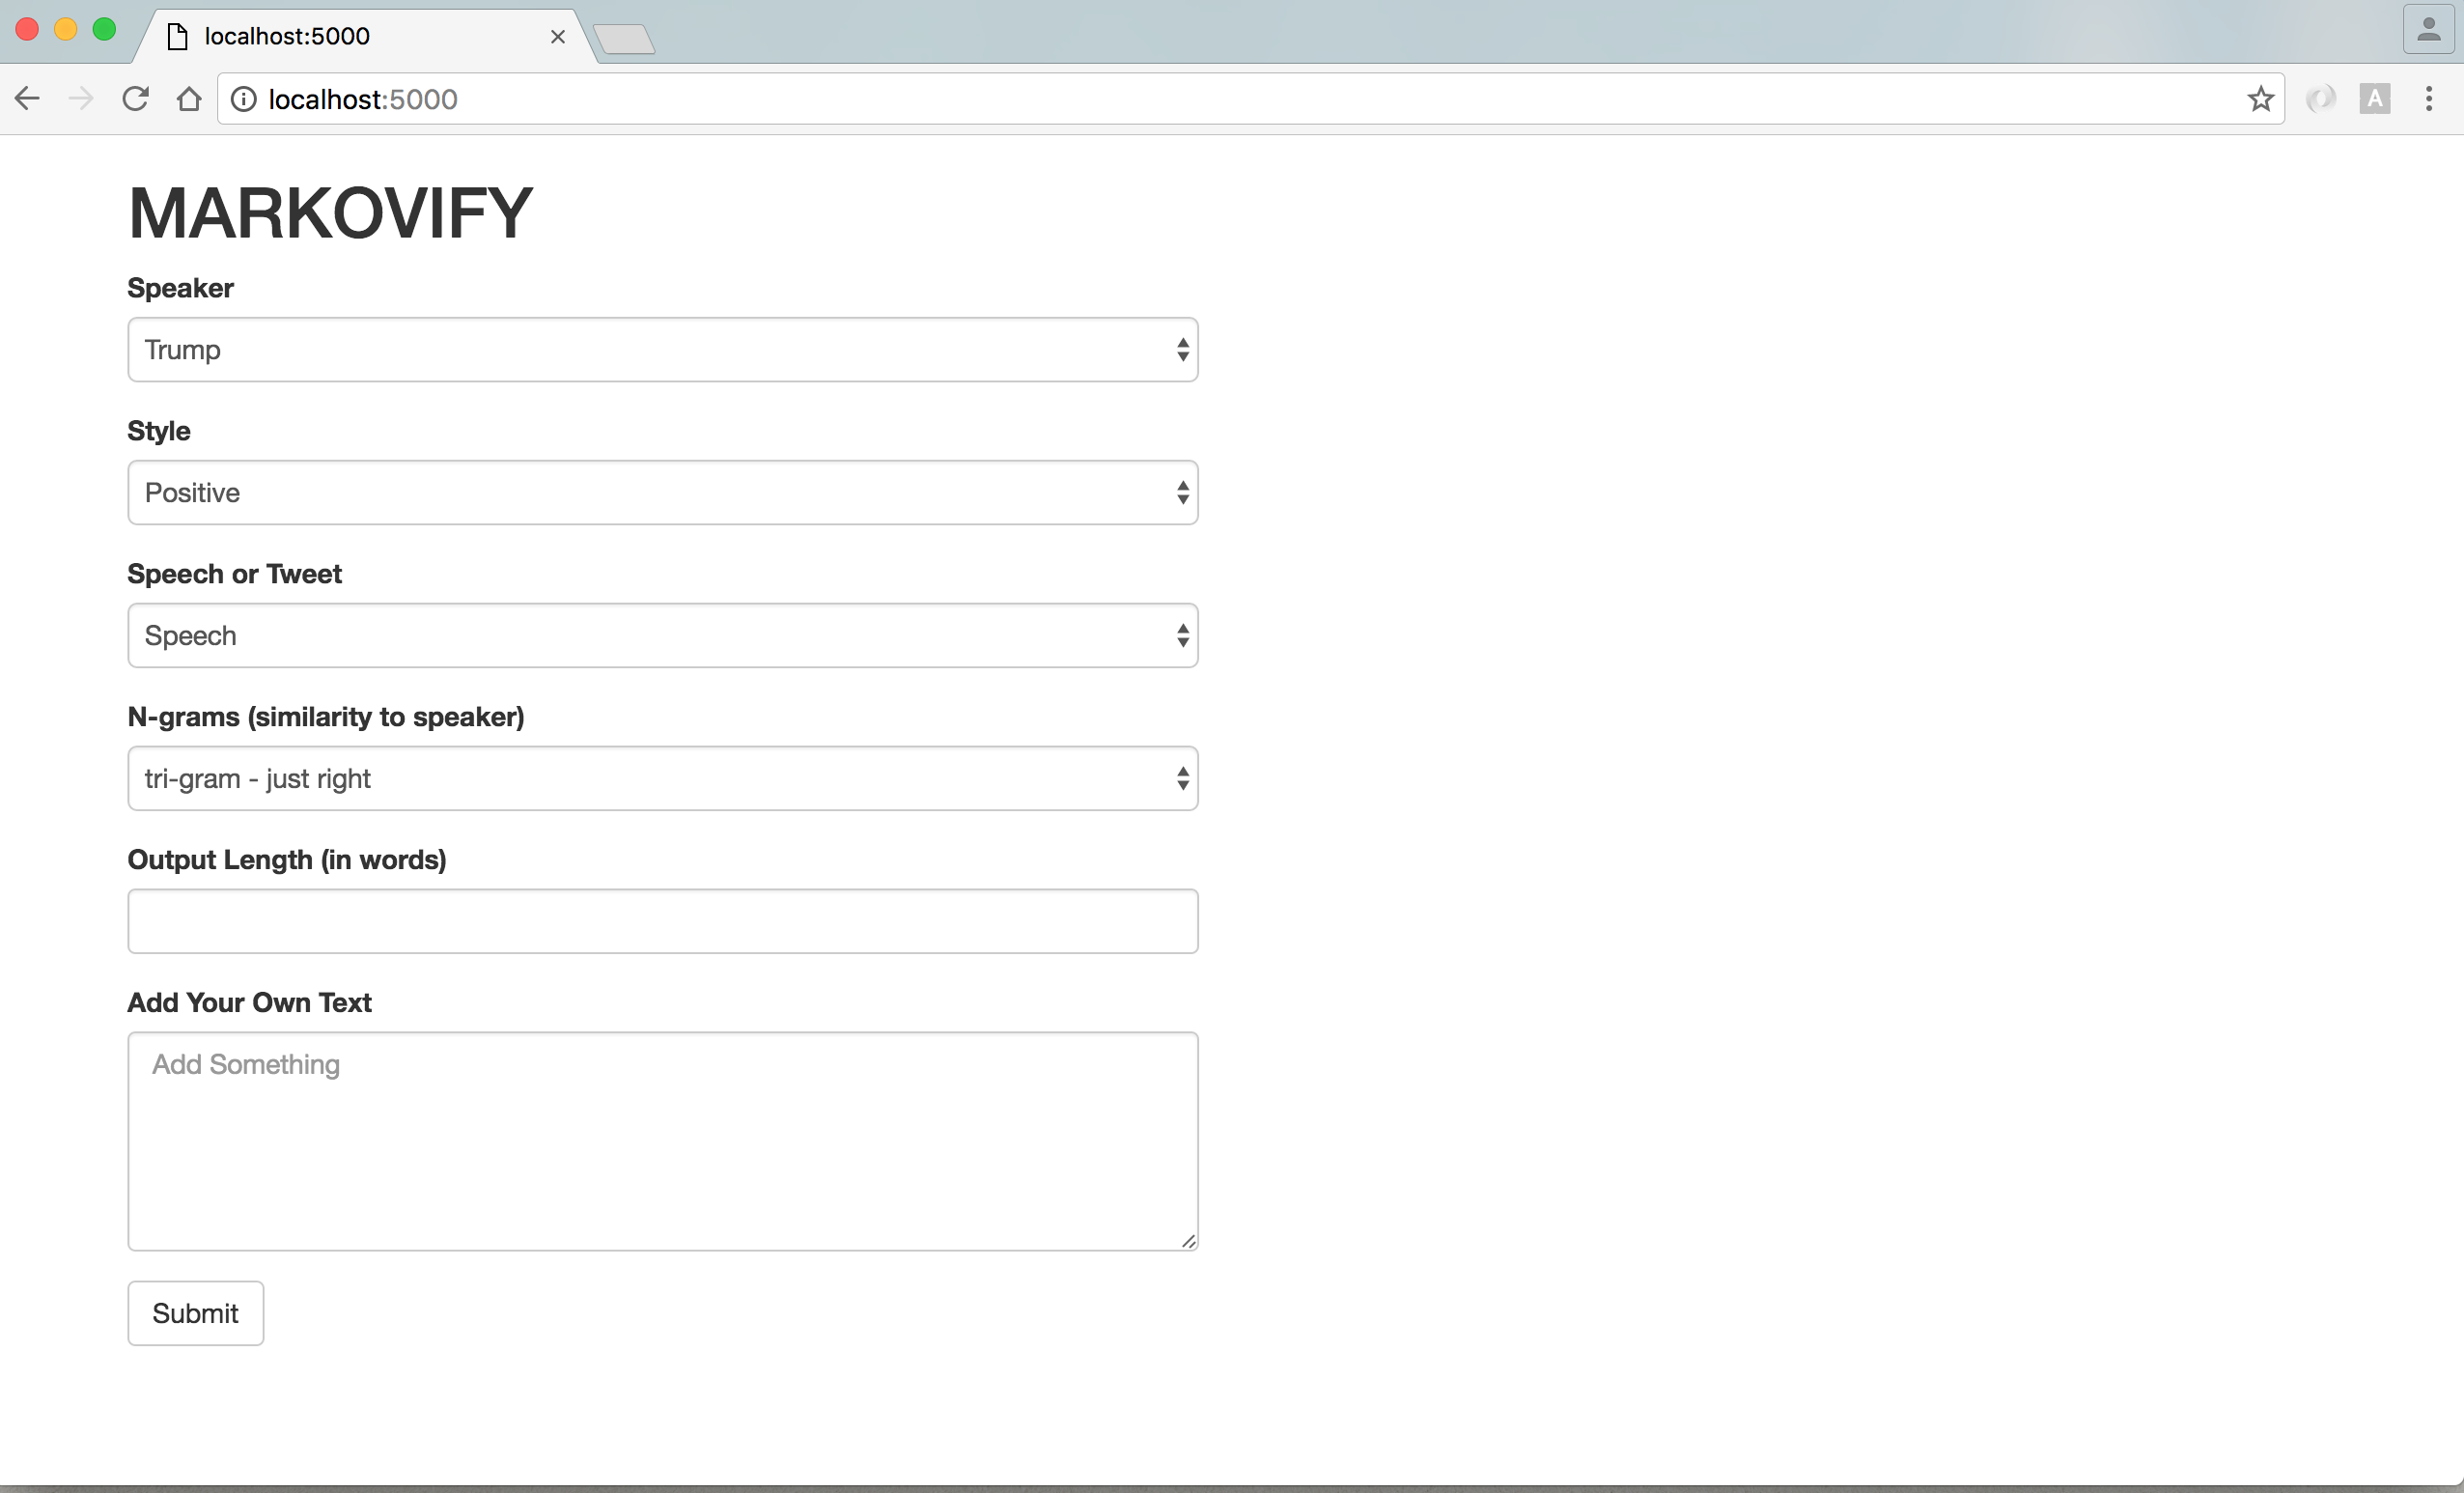 localhost:5000
localhost:5000
A
MARKOVIFY
Speaker
Trump
Style
Positive
Speech or Tweet
Speech
N-grams (similarity to speaker)
tri-gram - just right
Output Length (in words)
Add Your Own Text
Add Something
Submit